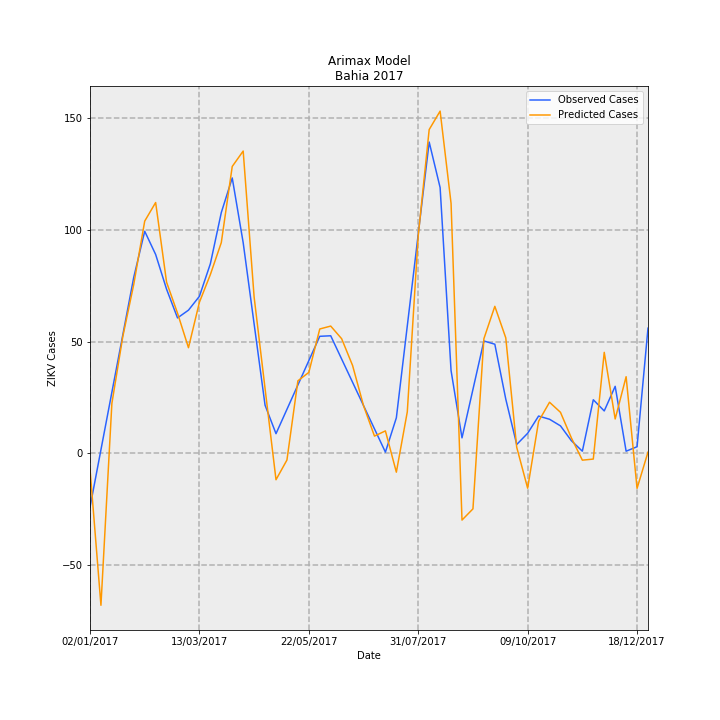 Arimax Model
Bahia 2017
Observed Cases
Predicted Cases
150
100
50
0
−50
ZIKV Cases
02/01/2017 13/03/2017 22/05/2017 31/07/2017 09/10/2017 18/12/2017
Date